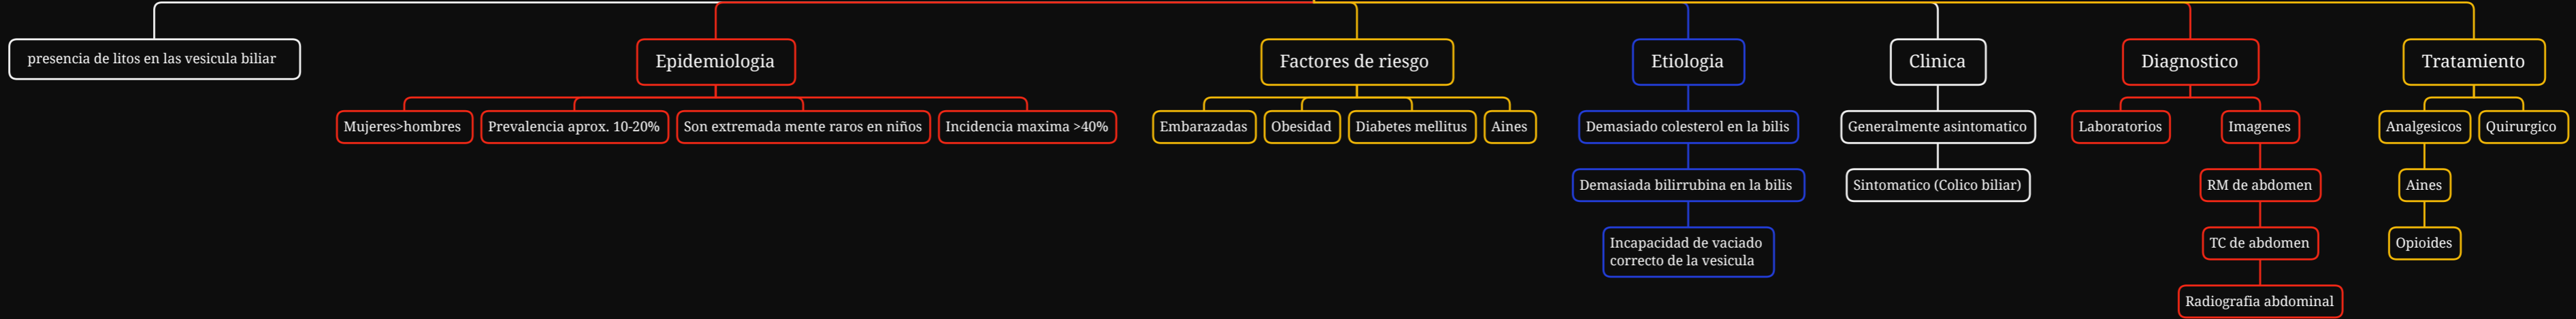 presencia de litos en las vesicula biliar
Epidemiologia
Factores de riesgo
Etiologia
Clinica
Diagnostico
Tratamiento
Mujeres>hombres
Prevalencia aprox. 10-20%
Son extremada mente raros en niños
Incidencia maxima >40%
Embarazadas
Obesidad
Diabetes mellitus
Aines
Demasiado colesterol en la bilis
Generalmente asintomatico
Laboratorios
Imagenes
Analgesicos
Quirurgico
Demasiada bilirrubina en la bilis
Sintomatico (Colico biliar)
RM de abdomen
Aines
Incapacidad de vaciado
correcto de la vesicula
TC de abdomen
Opioides
Radiografia abdominal